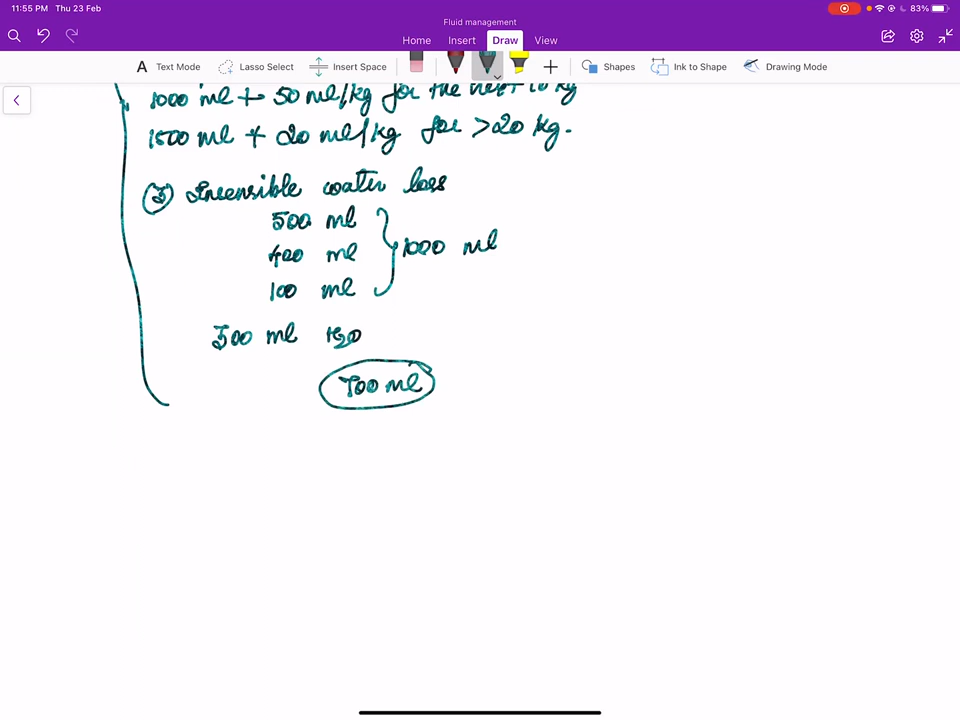 11:55 PM Thu 23 Feb 83%
Fluid management
Home Insert Draw View
A Text Mode Lasso Select Insert Space Shapes Ink to Shape Drawing Mode
1000 ml + 50 ml/kg for the next 10 kg
1500 ml + 20 ml/kg for >20 kg.
③ Insensible water loss
500 ml
400 ml } 1000 ml
100 ml
300 ml H2O
700 ml